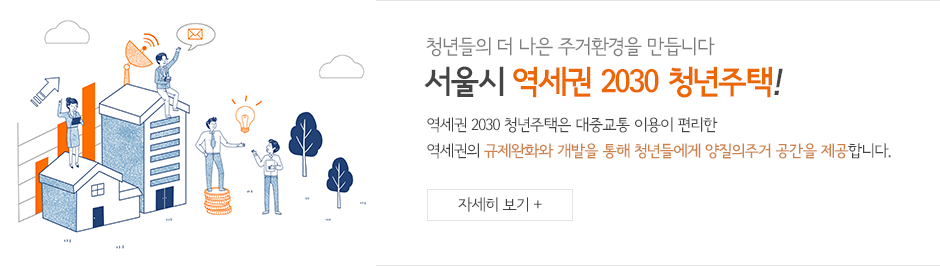 청년들의 더 나은 주거환경을 만듭니다
서울시 역세권 2030 청년주택!
역세권 2030 청년주택은 대중교통 이용이 편리한
역세권의 규제완화와 개발을 통해 청년들에게 양질의주거 공간을 제공합니다.
자세히 보기 +